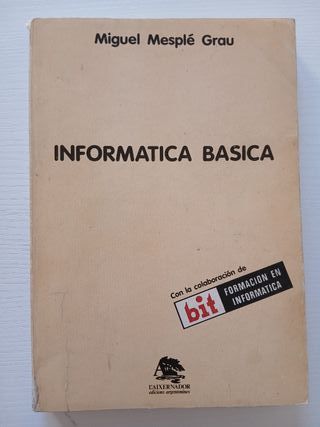 Miguel Mesplé Grau
INFORMATICA BASICA
Con la colaboración de
bit FORMACION EN
INFORMATICA
L'AIXERNADOR
edicions argentonines